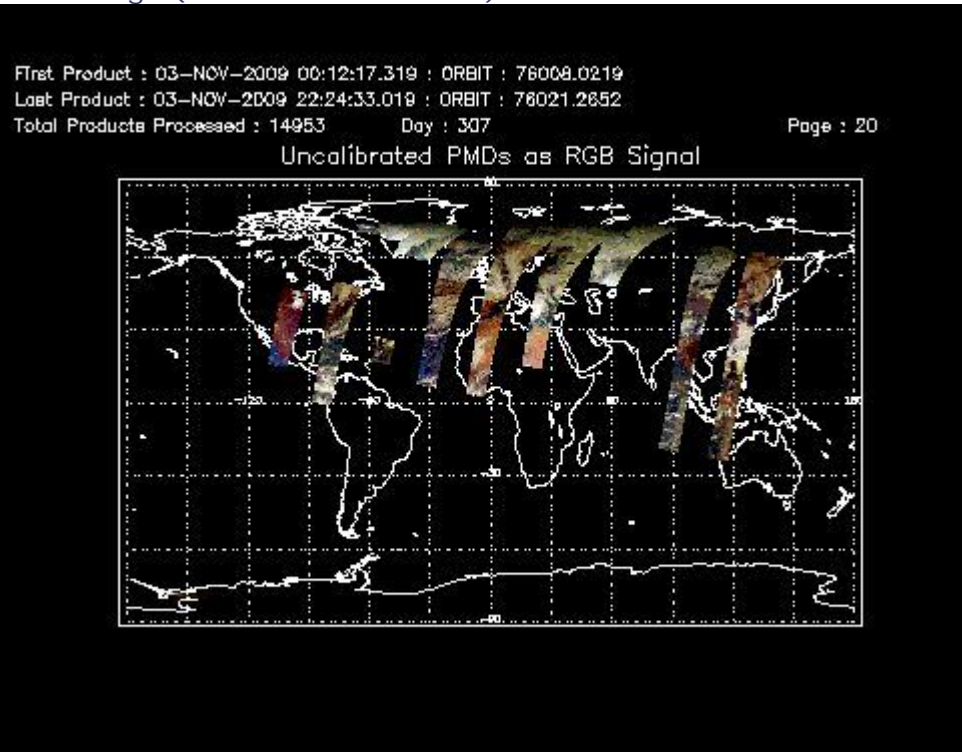 First Product : 03-NOV-2009 00:12:17.319 : ORBIT : 76008.0219
Last Product : 03-NOV-2009 22:24:33.019 : ORBIT : 76021.2652
Total Products Processed : 14953 Day : 307 Page : 20
Uncalibrated PMDs as RGB Signal